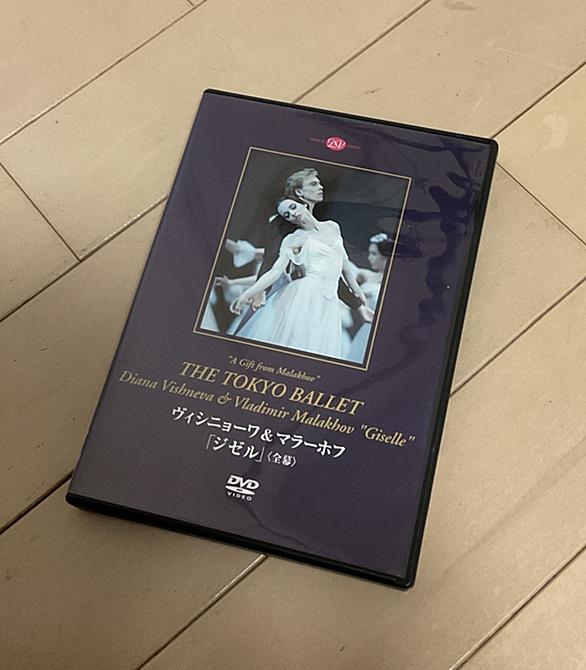 "A Gift from Malakhov"
THE TOKYO BALLET
Diana Vishneva & Vladimir Malakhov "Giselle"
ヴィシニョーワ&マラーホフ
「ジゼル」〈全幕〉
DVD
VIDEO